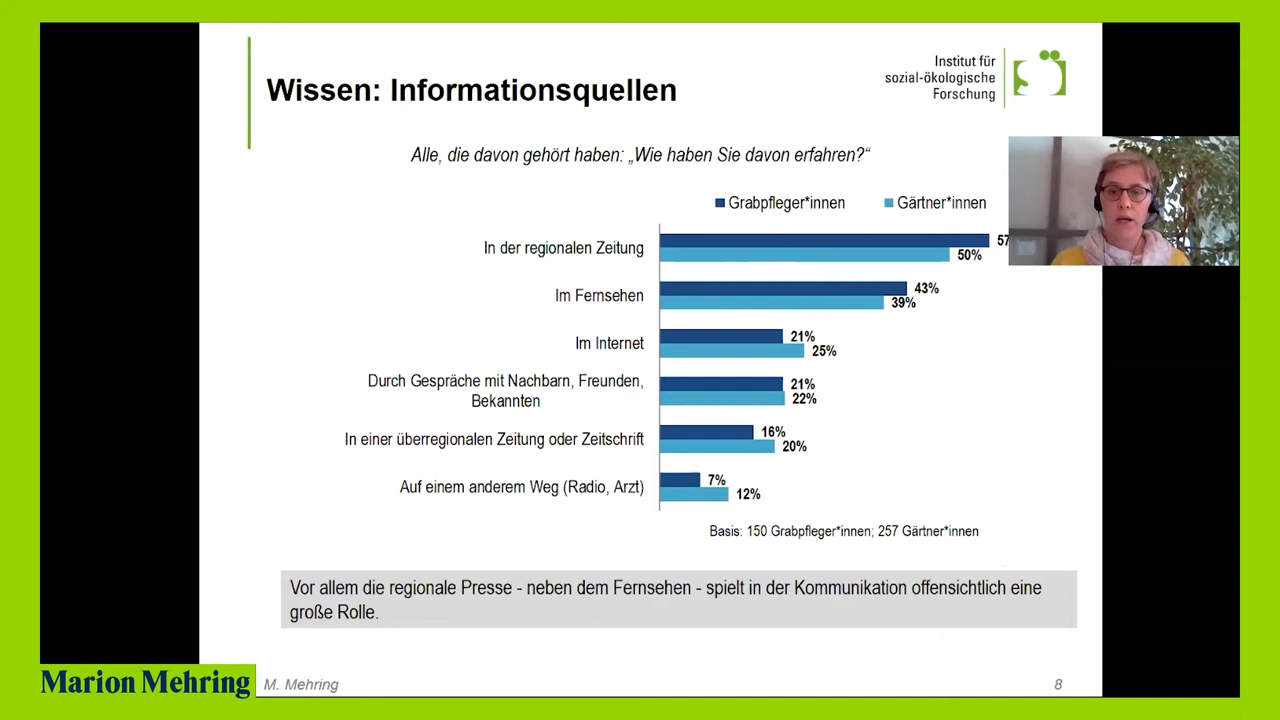 Wissen: Informationsquellen
Institut für
sozial-ökologische
Forschung
Alle, die davon gehört haben: „Wie haben Sie davon erfahren?“
Grabpfleger*innen
Gärtner*innen
In der regionalen Zeitung
57
50%
Im Fernsehen
43%
39%
Im Internet
21%
25%
Durch Gespräche mit Nachbarn, Freunden,
Bekannten
21%
22%
In einer überregionalen Zeitung oder Zeitschrift
16%
20%
Auf einem anderem Weg (Radio, Arzt)
7%
12%
Basis: 150 Grabpfleger*innen; 257 Gärtner*innen
Vor allem die regionale Presse - neben dem Fernsehen - spielt in der Kommunikation offensichtlich eine
große Rolle.
Marion Mehring
M. Mehring
8